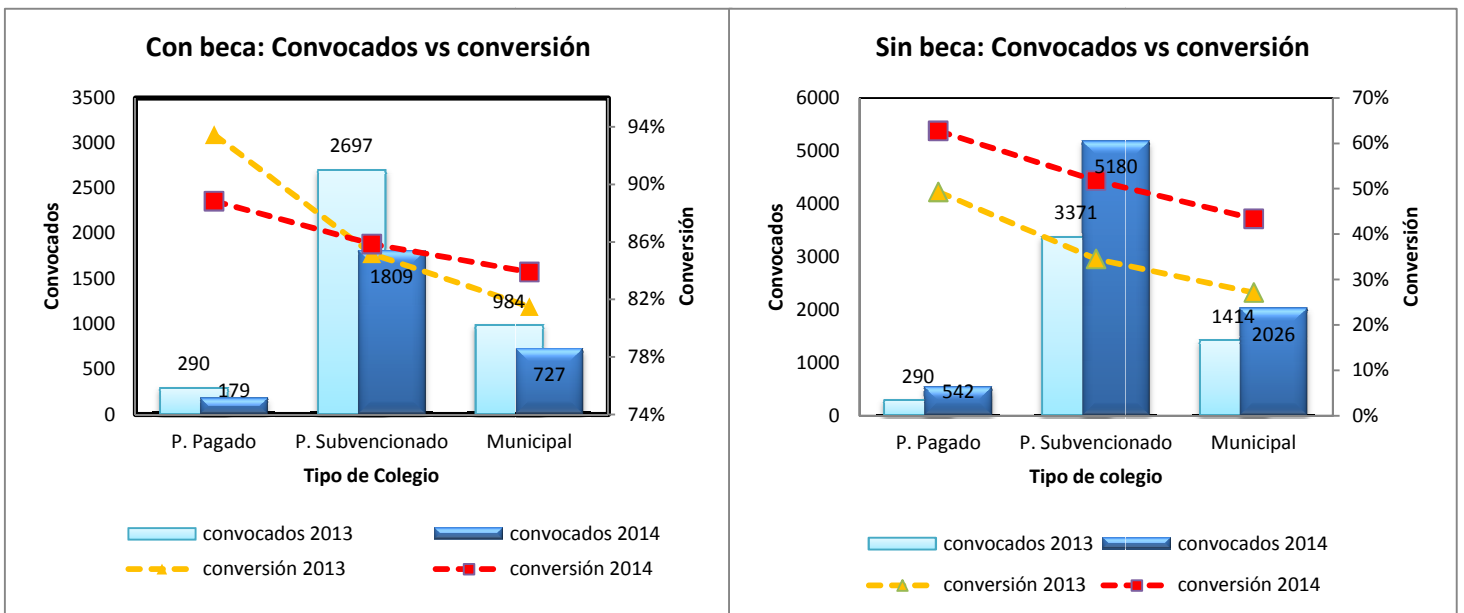 Con beca: Convocados vs conversión
3500
3000
2500
2000
1500
1000
500
0
Convocados
94%
90%
86%
82%
78%
74%
Conversión
290
179
2697
1809
984
727
P. Pagado
P. Subvencionado
Municipal
Tipo de Colegio
convocados 2013
convocados 2014
conversión 2013
conversión 2014
Sin beca: Convocados vs conversión
6000
5000
4000
3000
2000
1000
0
Convocados
70%
60%
50%
40%
30%
20%
10%
0%
Conversión
290
542
3371
5180
1414
2026
P. Pagado
P. Subvencionado
Municipal
Tipo de colegio
convocados 2013
convocados 2014
conversión 2013
conversión 2014